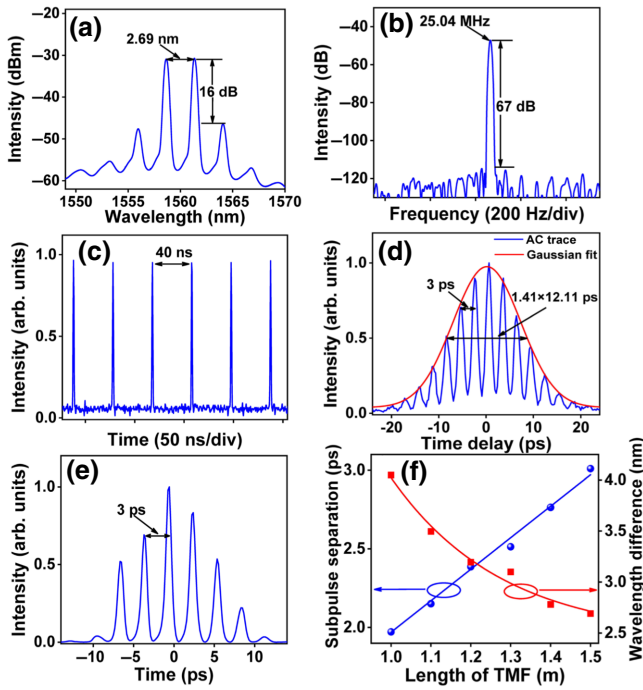 (a)
2.69 nm
16 dB
Intensity (dBm)
−20
−30
−40
−50
−60
1550 1555 1560 1565 1570
Wavelength (nm)
(b)
25.04 MHz
67 dB
Intensity (dB)
−40
−60
−80
−100
−120
Frequency (200 Hz/div)
(c)
40 ns
Intensity (arb. units)
1.0
0.5
0.0
Time (50 ns/div)
(d)
AC trace
Gaussian fit
3 ps
1.41×12.11 ps
Intensity (arb. units)
1.0
0.5
0.0
−20 −10 0 10 20
Time delay (ps)
(e)
3 ps
Intensity (arb. units)
1.0
0.5
0.0
−10 −5 0 5 10
Time (ps)
(f)
Subpulse separation (ps)
3.0
2.5
2.0
Wavelength difference (nm)
4.0
3.5
3.0
2.5
1.0 1.1 1.2 1.3 1.4 1.5
Length of TMF (m)